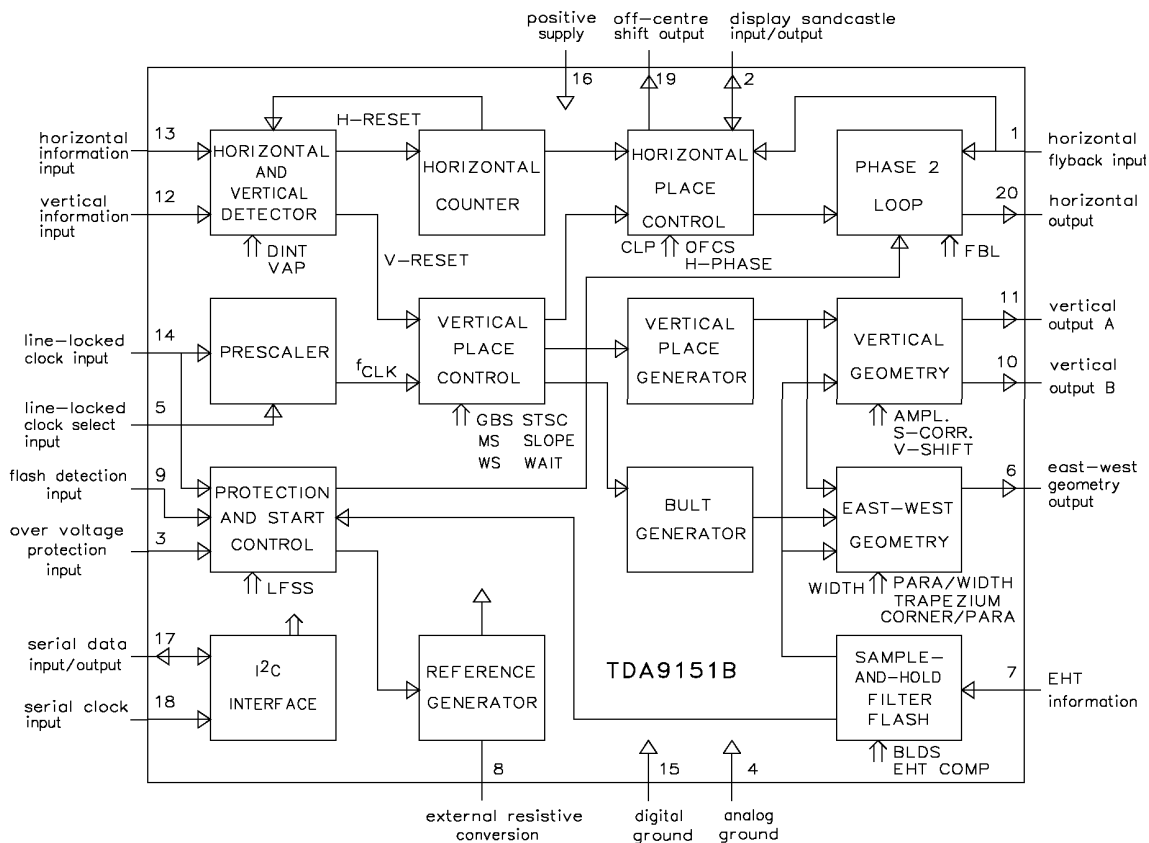 positive
supply
off-centre
shift output
display sandcastle
input/output
16
19
2
H-RESET
13
horizontal
information
input
HORIZONTAL
AND
VERTICAL
DETECTOR
HORIZONTAL
COUNTER
HORIZONTAL
PLACE
CONTROL
PHASE 2
LOOP
1
horizontal
flyback input
12
vertical
information
input
20
horizontal
output
DINT
VAP
V-RESET
CLP
OFCS
H-PHASE
FBL
14
line-locked
clock input
PRESCALER
fCLK
VERTICAL
PLACE
CONTROL
VERTICAL
PLACE
GENERATOR
VERTICAL
GEOMETRY
11
vertical
output A
10
vertical
output B
5
line-locked
clock select
input
GBS STSC
MS SLOPE
WS WAIT
AMPL.
S-CORR.
V-SHIFT
9
flash detection
input
PROTECTION
AND START
CONTROL
BULT
GENERATOR
EAST-WEST
GEOMETRY
6
east-west
geometry
output
3
over voltage
protection
input
LFSS
WIDTH
PARA/WIDTH
TRAPEZIUM
CORNER/PARA
17
serial data
input/output
I²C
INTERFACE
REFERENCE
GENERATOR
TDA9151B
SAMPLE-
AND-HOLD
FILTER
FLASH
7
EHT
information
18
serial clock
input
BLDS
EHT COMP
8
15
4
external resistive
conversion
digital
ground
analog
ground